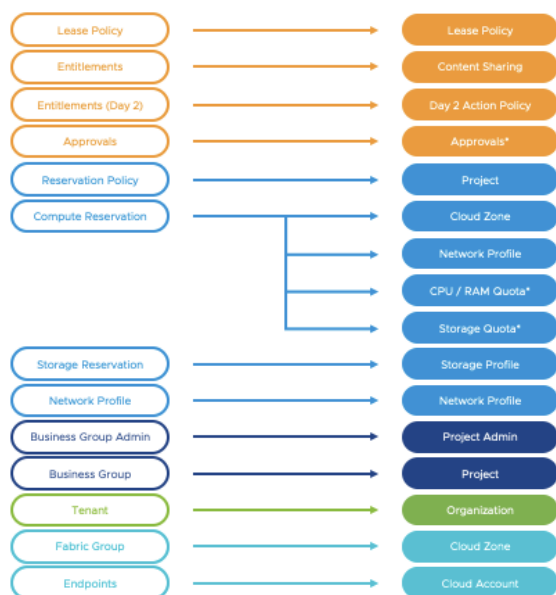 Lease Policy Lease Policy
Entitlements Content Sharing
Entitlements (Day 2) Day 2 Action Policy
Approvals Approvals*
Reservation Policy Project
Compute Reservation Cloud Zone
Network Profile
CPU / RAM Quota*
Storage Quota*
Storage Reservation Storage Profile
Network Profile Network Profile
Business Group Admin Project Admin
Business Group Project
Tenant Organization
Fabric Group Cloud Zone
Endpoints Cloud Account